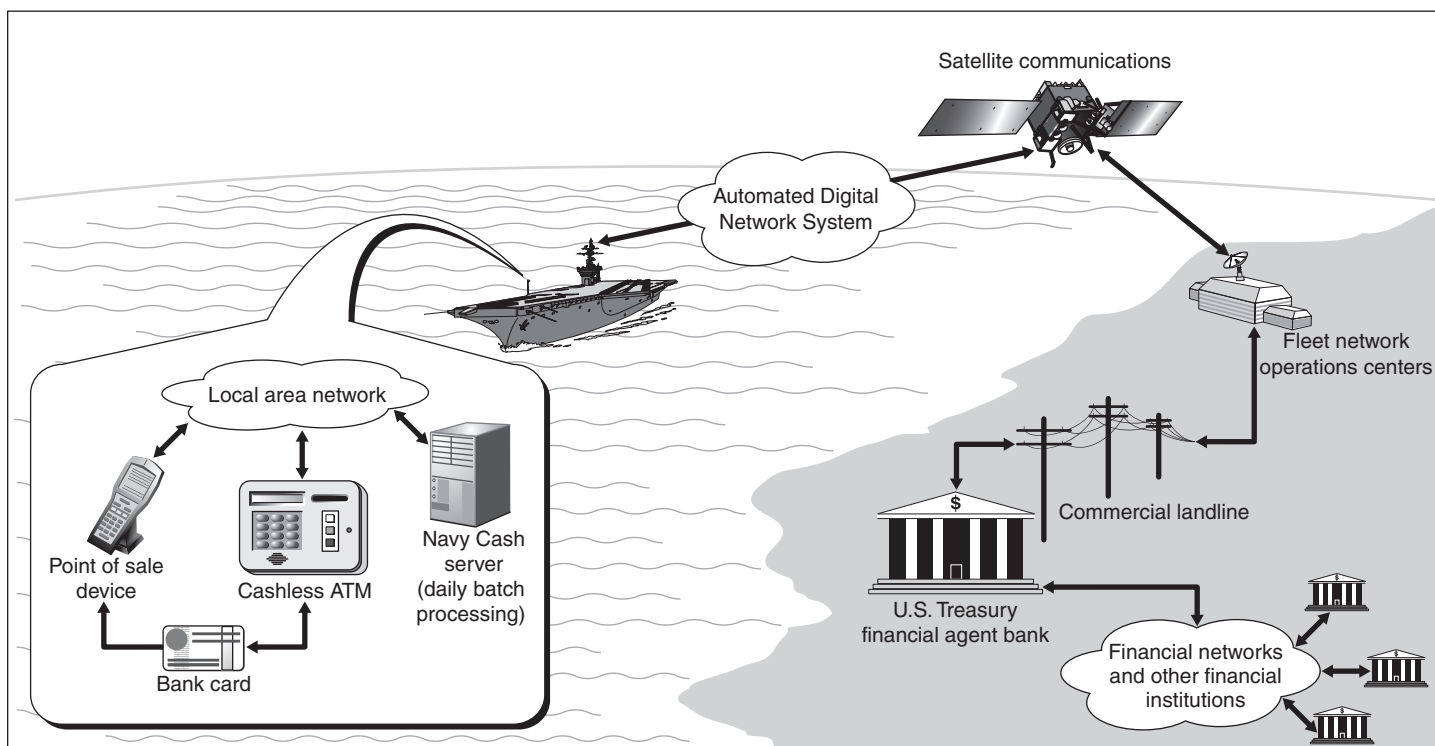 Satellite communications
Automated Digital
Network System
Fleet network
operations centers
Local area network
Commercial landline
$
Point of sale
device
Cashless ATM
Navy Cash
server
(daily batch
processing)
Bank card
U.S. Treasury
financial agent bank
Financial networks
and other financial
institutions
$
$
$